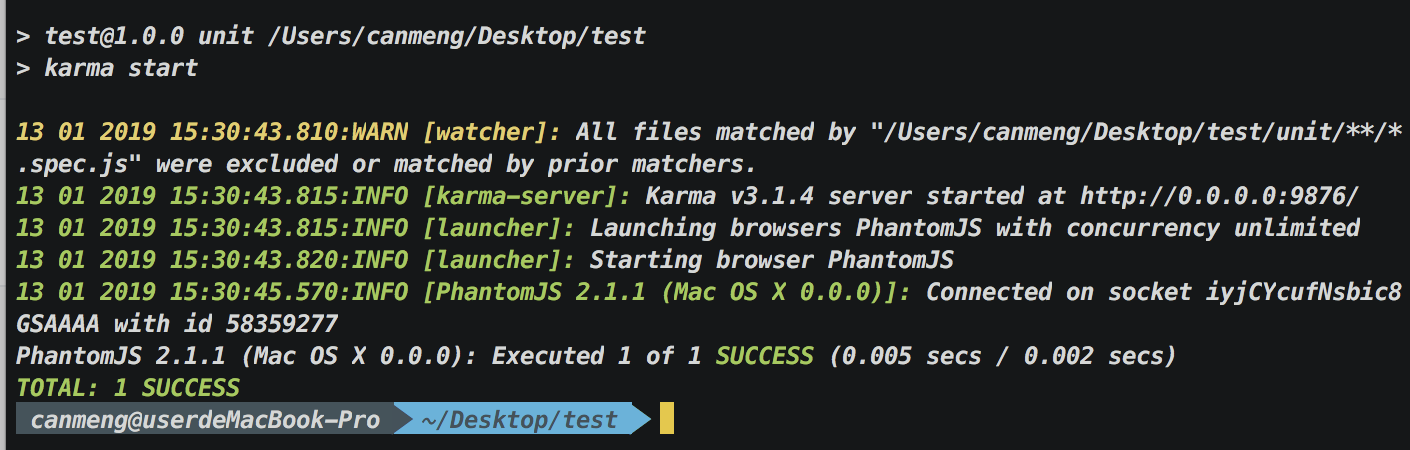 > test@1.0.0 unit /Users/canmeng/Desktop/test
> karma start
13 01 2019 15:30:43.810:WARN [watcher]: All files matched by "/Users/canmeng/Desktop/test/unit/**/*
.spec.js" were excluded or matched by prior matchers.
13 01 2019 15:30:43.815:INFO [karma-server]: Karma v3.1.4 server started at http://0.0.0.0:9876/
13 01 2019 15:30:43.815:INFO [launcher]: Launching browsers PhantomJS with concurrency unlimited
13 01 2019 15:30:43.820:INFO [launcher]: Starting browser PhantomJS
13 01 2019 15:30:45.570:INFO [PhantomJS 2.1.1 (Mac OS X 0.0.0)]: Connected on socket iyjCYcufNsbic8
GSAAAA with id 58359277
PhantomJS 2.1.1 (Mac OS X 0.0.0): Executed 1 of 1 SUCCESS (0.005 secs / 0.002 secs)
TOTAL: 1 SUCCESS
canmeng@userdeMacBook-Pro ~/Desktop/test